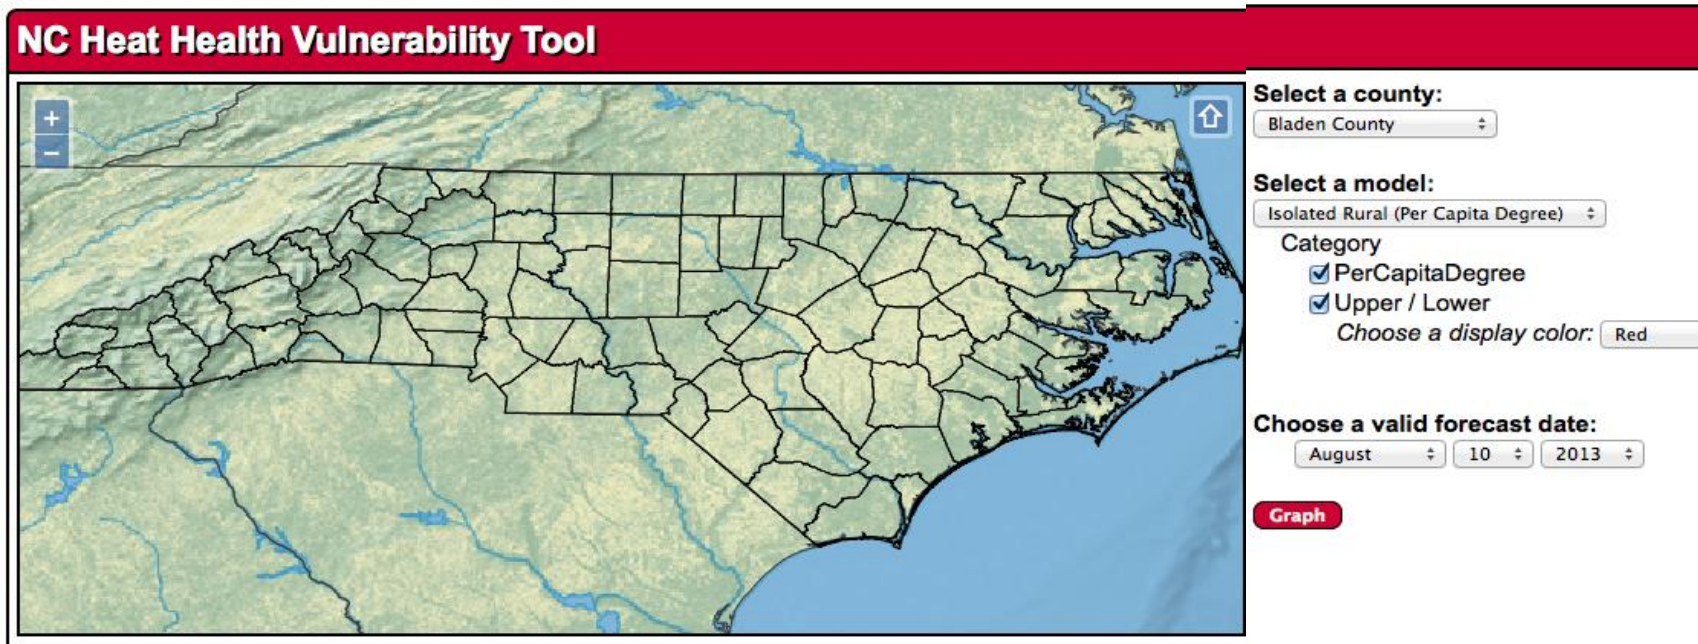 NC Heat Health Vulnerability Tool
+
−
Select a county:
Bladen County
Select a model:
Isolated Rural (Per Capita Degree)
Category
PerCapitaDegree
Upper / Lower
Choose a display color: Red
Choose a valid forecast date:
August 10 2013
Graph